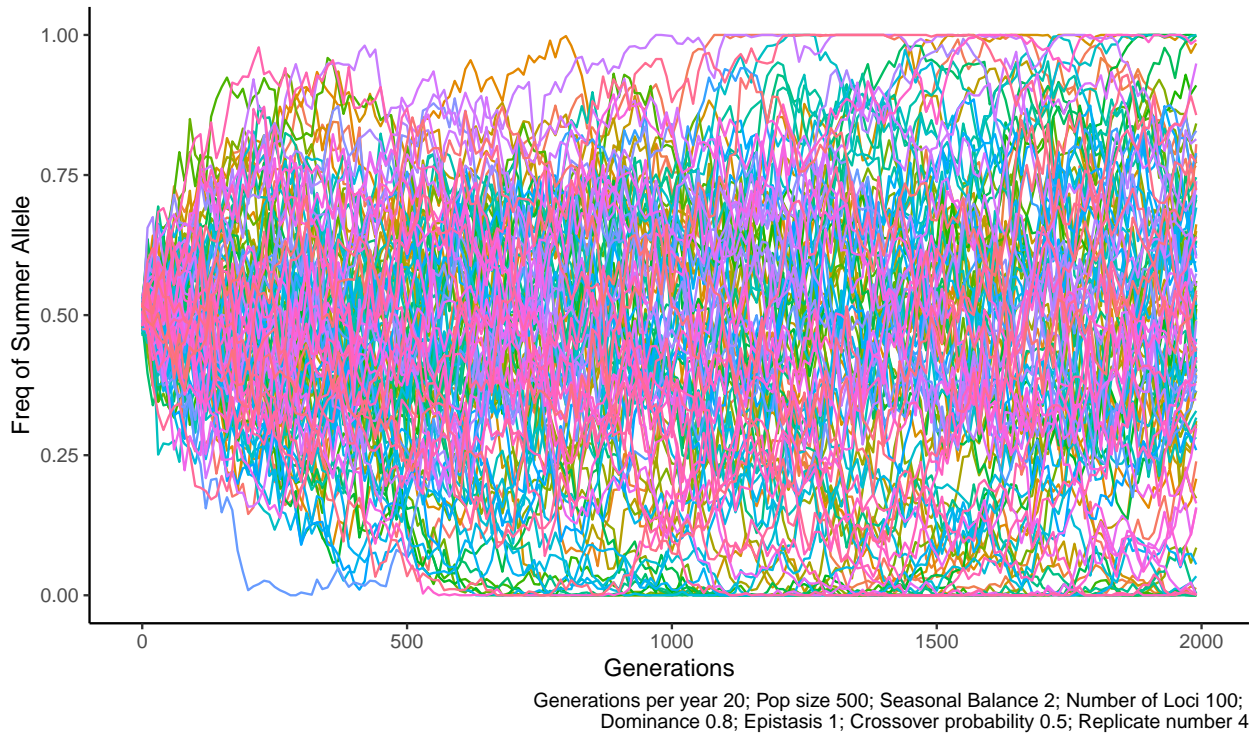 1.00
0.75
0.50
0.25
0.00
Freq of Summer Allele
0 500 1000 1500 2000
Generations
Generations per year 20; Pop size 500; Seasonal Balance 2; Number of Loci 100;
Dominance 0.8; Epistasis 1; Crossover probability 0.5; Replicate number 4